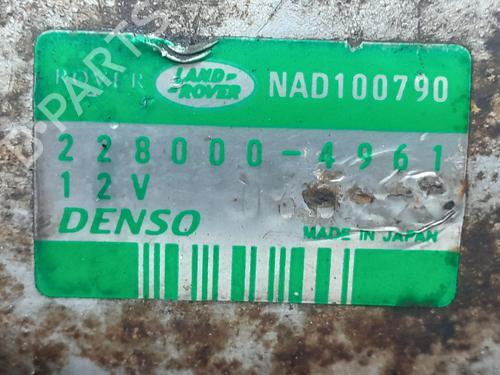 ROVER LAND-ROVER NAD100790
228000-4961
12V
DENSO MADE IN JAPAN